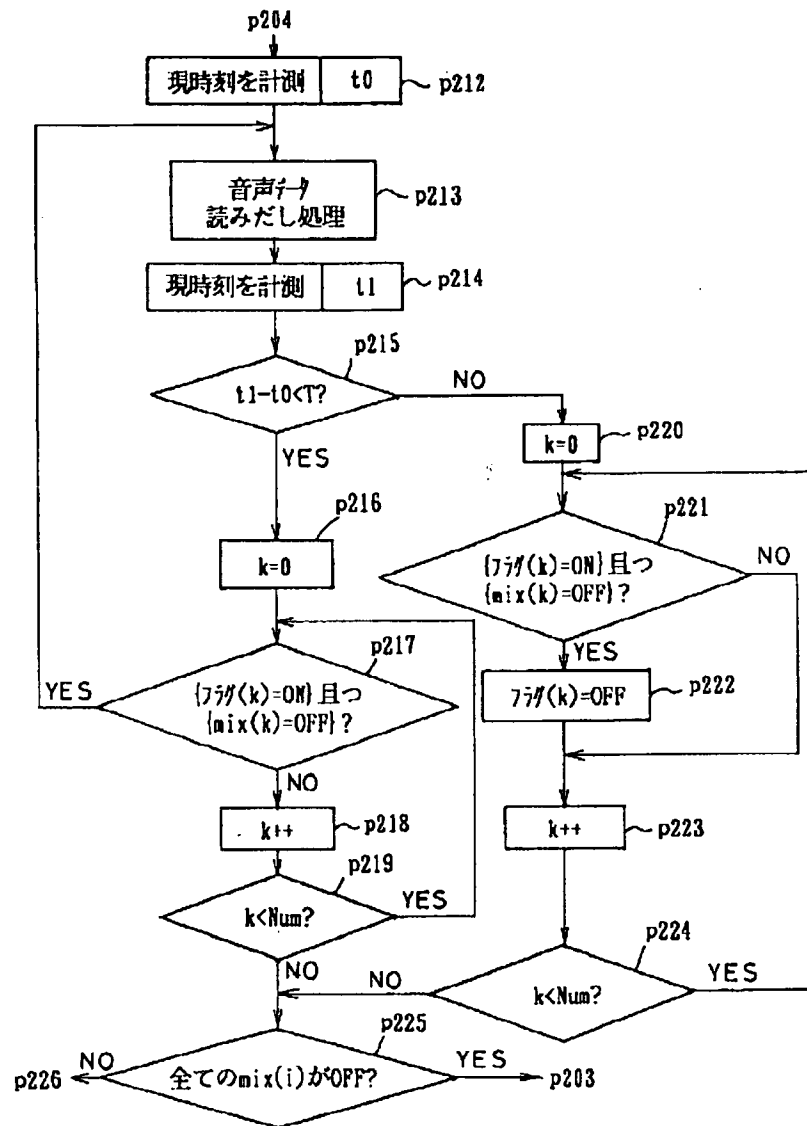 p204
現時刻を計測 t0 p212
音声データ
読みだし処理
p213
現時刻を計測 t1 p214
p215
t1-t0<T?
NO
YES
k=0
p220
p216
k=0
p221
{フラグ(k)=ON}且つ
{mix(k)=OFF}?
NO
YES
p217
{フラグ(k)=ON}且つ
{mix(k)=OFF}?
YES
NO
フラグ(k)=OFF
p222
k++
p218
k++
p223
p219
k<Num?
YES
NO
p224
k<Num?
NO
YES
p225
全てのmix(i)がOFF?
NO
p226
YES
p203